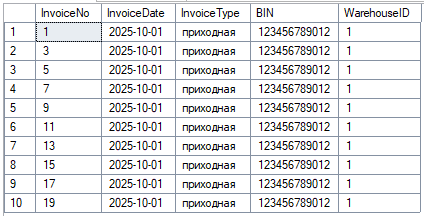 InvoiceNo InvoiceDate InvoiceType BIN WarehouseID
1 1 2025-10-01 приходная 123456789012 1
2 3 2025-10-01 приходная 123456789012 1
3 5 2025-10-01 приходная 123456789012 1
4 7 2025-10-01 приходная 123456789012 1
5 9 2025-10-01 приходная 123456789012 1
6 11 2025-10-01 приходная 123456789012 1
7 13 2025-10-01 приходная 123456789012 1
8 15 2025-10-01 приходная 123456789012 1
9 17 2025-10-01 приходная 123456789012 1
10 19 2025-10-01 приходная 123456789012 1